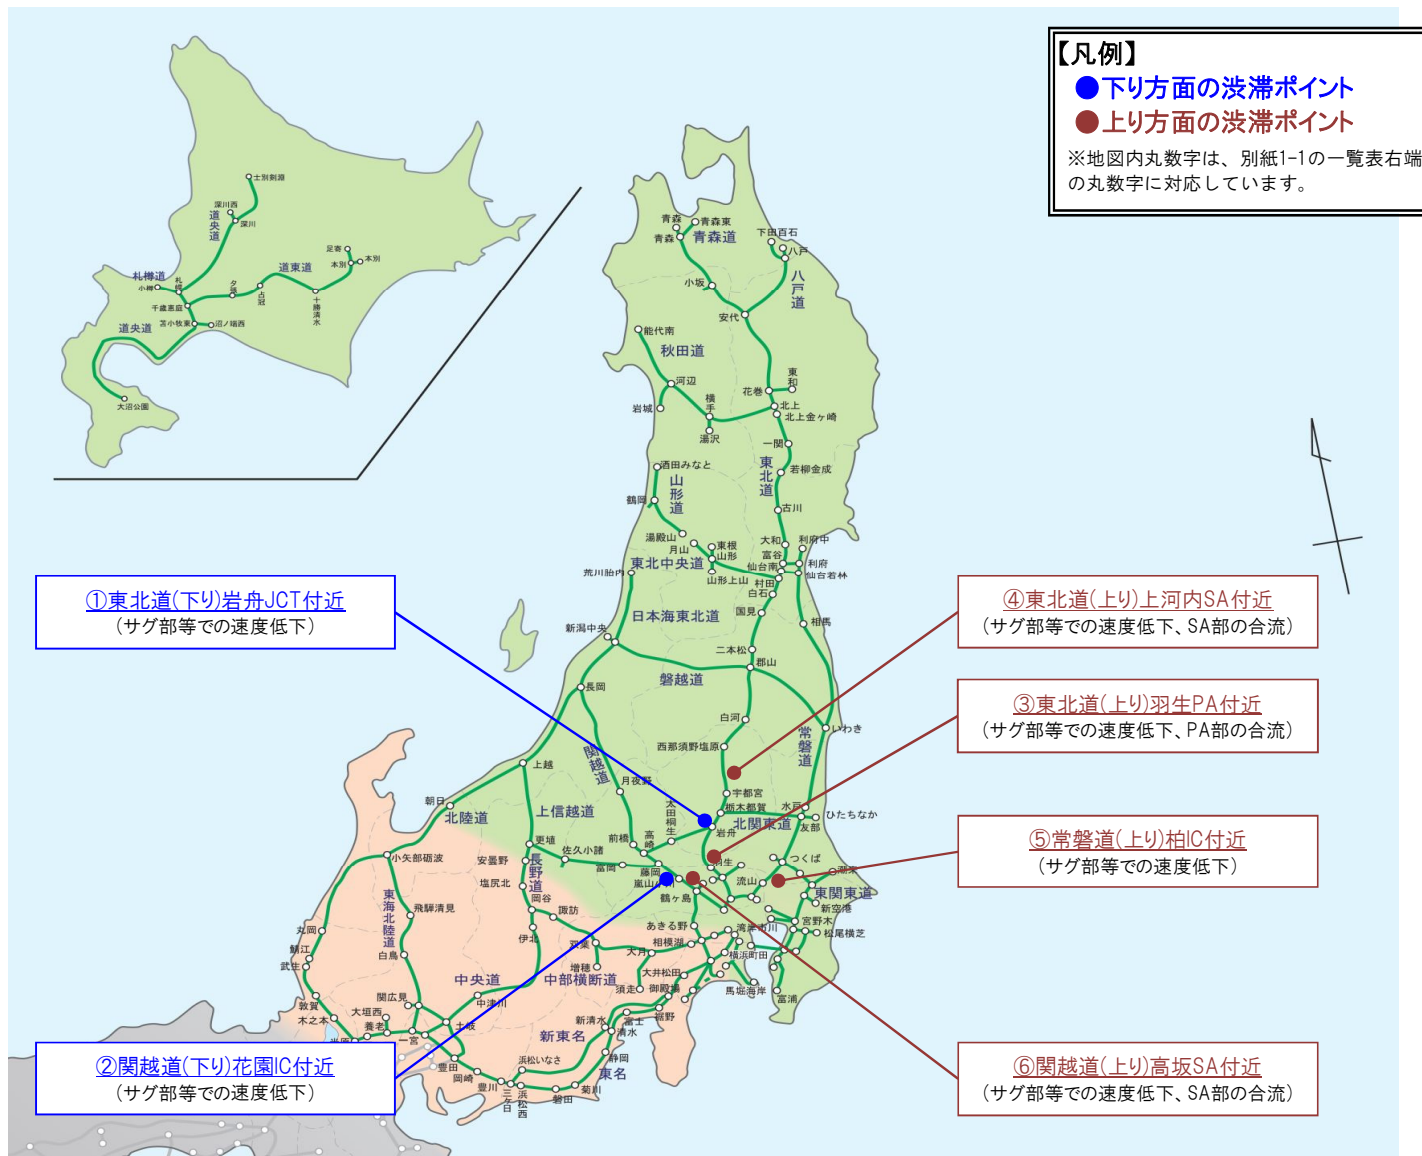 【凡例】
●下り方面の渋滞ポイント
●上り方面の渋滞ポイント
※地図内丸数字は、別紙1-1の一覧表右端
の丸数字に対応しています。
士別剣淵
深川西
道央道
深川
足寄
本別
本別
道東道
札樽道
小樽
札幌
夕張
占冠
十勝清水
千歳恵庭
苫小牧東
沼ノ端西
道央道
大沼公園
青森
青森東
青森
青森道
下田百石
八戸
八戸道
小坂
安代
能代南
秋田道
河辺
岩城
横手
湯沢
花巻
東和
北上
北上金ヶ崎
一関
東北道
若柳金成
古川
酒田みなと
山形道
鶴岡
湯殿山
月山
東根
山形
山形上山
東北中央道
大和
富谷
仙台南
利府中
利府
仙台若林
村田
白石
国見
相馬
荒川胎内
日本海東北道
新潟中央
二本松
郡山
磐越道
長岡
白河
いわき
西那須野塩原
常磐道
関越道
月夜野
上越
朝日
北陸道
上信越道
宇都宮
栃木都賀
水戸
ひたちなか
友部
北関東道
太田桐生
岩舟
前橋
高崎
更埴
佐久小諸
安曇野
長野道
富岡
藤岡
羽生
つくば
潮来
流山
東関東道
新空港
鶴ヶ島
小矢部砺波
塩尻北
岡谷
諏訪
東海北陸道
飛騨清見
伊北
双葉
増穂
あきる野
相模湖
大月
宮野木
松尾横芝
横浜町田
丸岡
鯖江
武生
白鳥
中央道
中部横断道
大井松田
須走
御殿場
馬堀海岸
富浦
敦賀
木之本
関広見
大垣西
養老
一宮
中津川
土岐
新清水
富士
清水
裾野
新東名
静岡
東名
豊田
岡崎
豊川
三ヶ日
浜松いなさ
浜松西
磐田
菊川
①東北道(下り)岩舟JCT付近
(サグ部等での速度低下)
②関越道(下り)花園IC付近
(サグ部等での速度低下)
④東北道(上り)上河内SA付近
(サグ部等での速度低下、SA部の合流)
③東北道(上り)羽生PA付近
(サグ部等での速度低下、PA部の合流)
⑤常磐道(上り)柏IC付近
(サグ部等での速度低下)
⑥関越道(上り)高坂SA付近
(サグ部等での速度低下、SA部の合流)